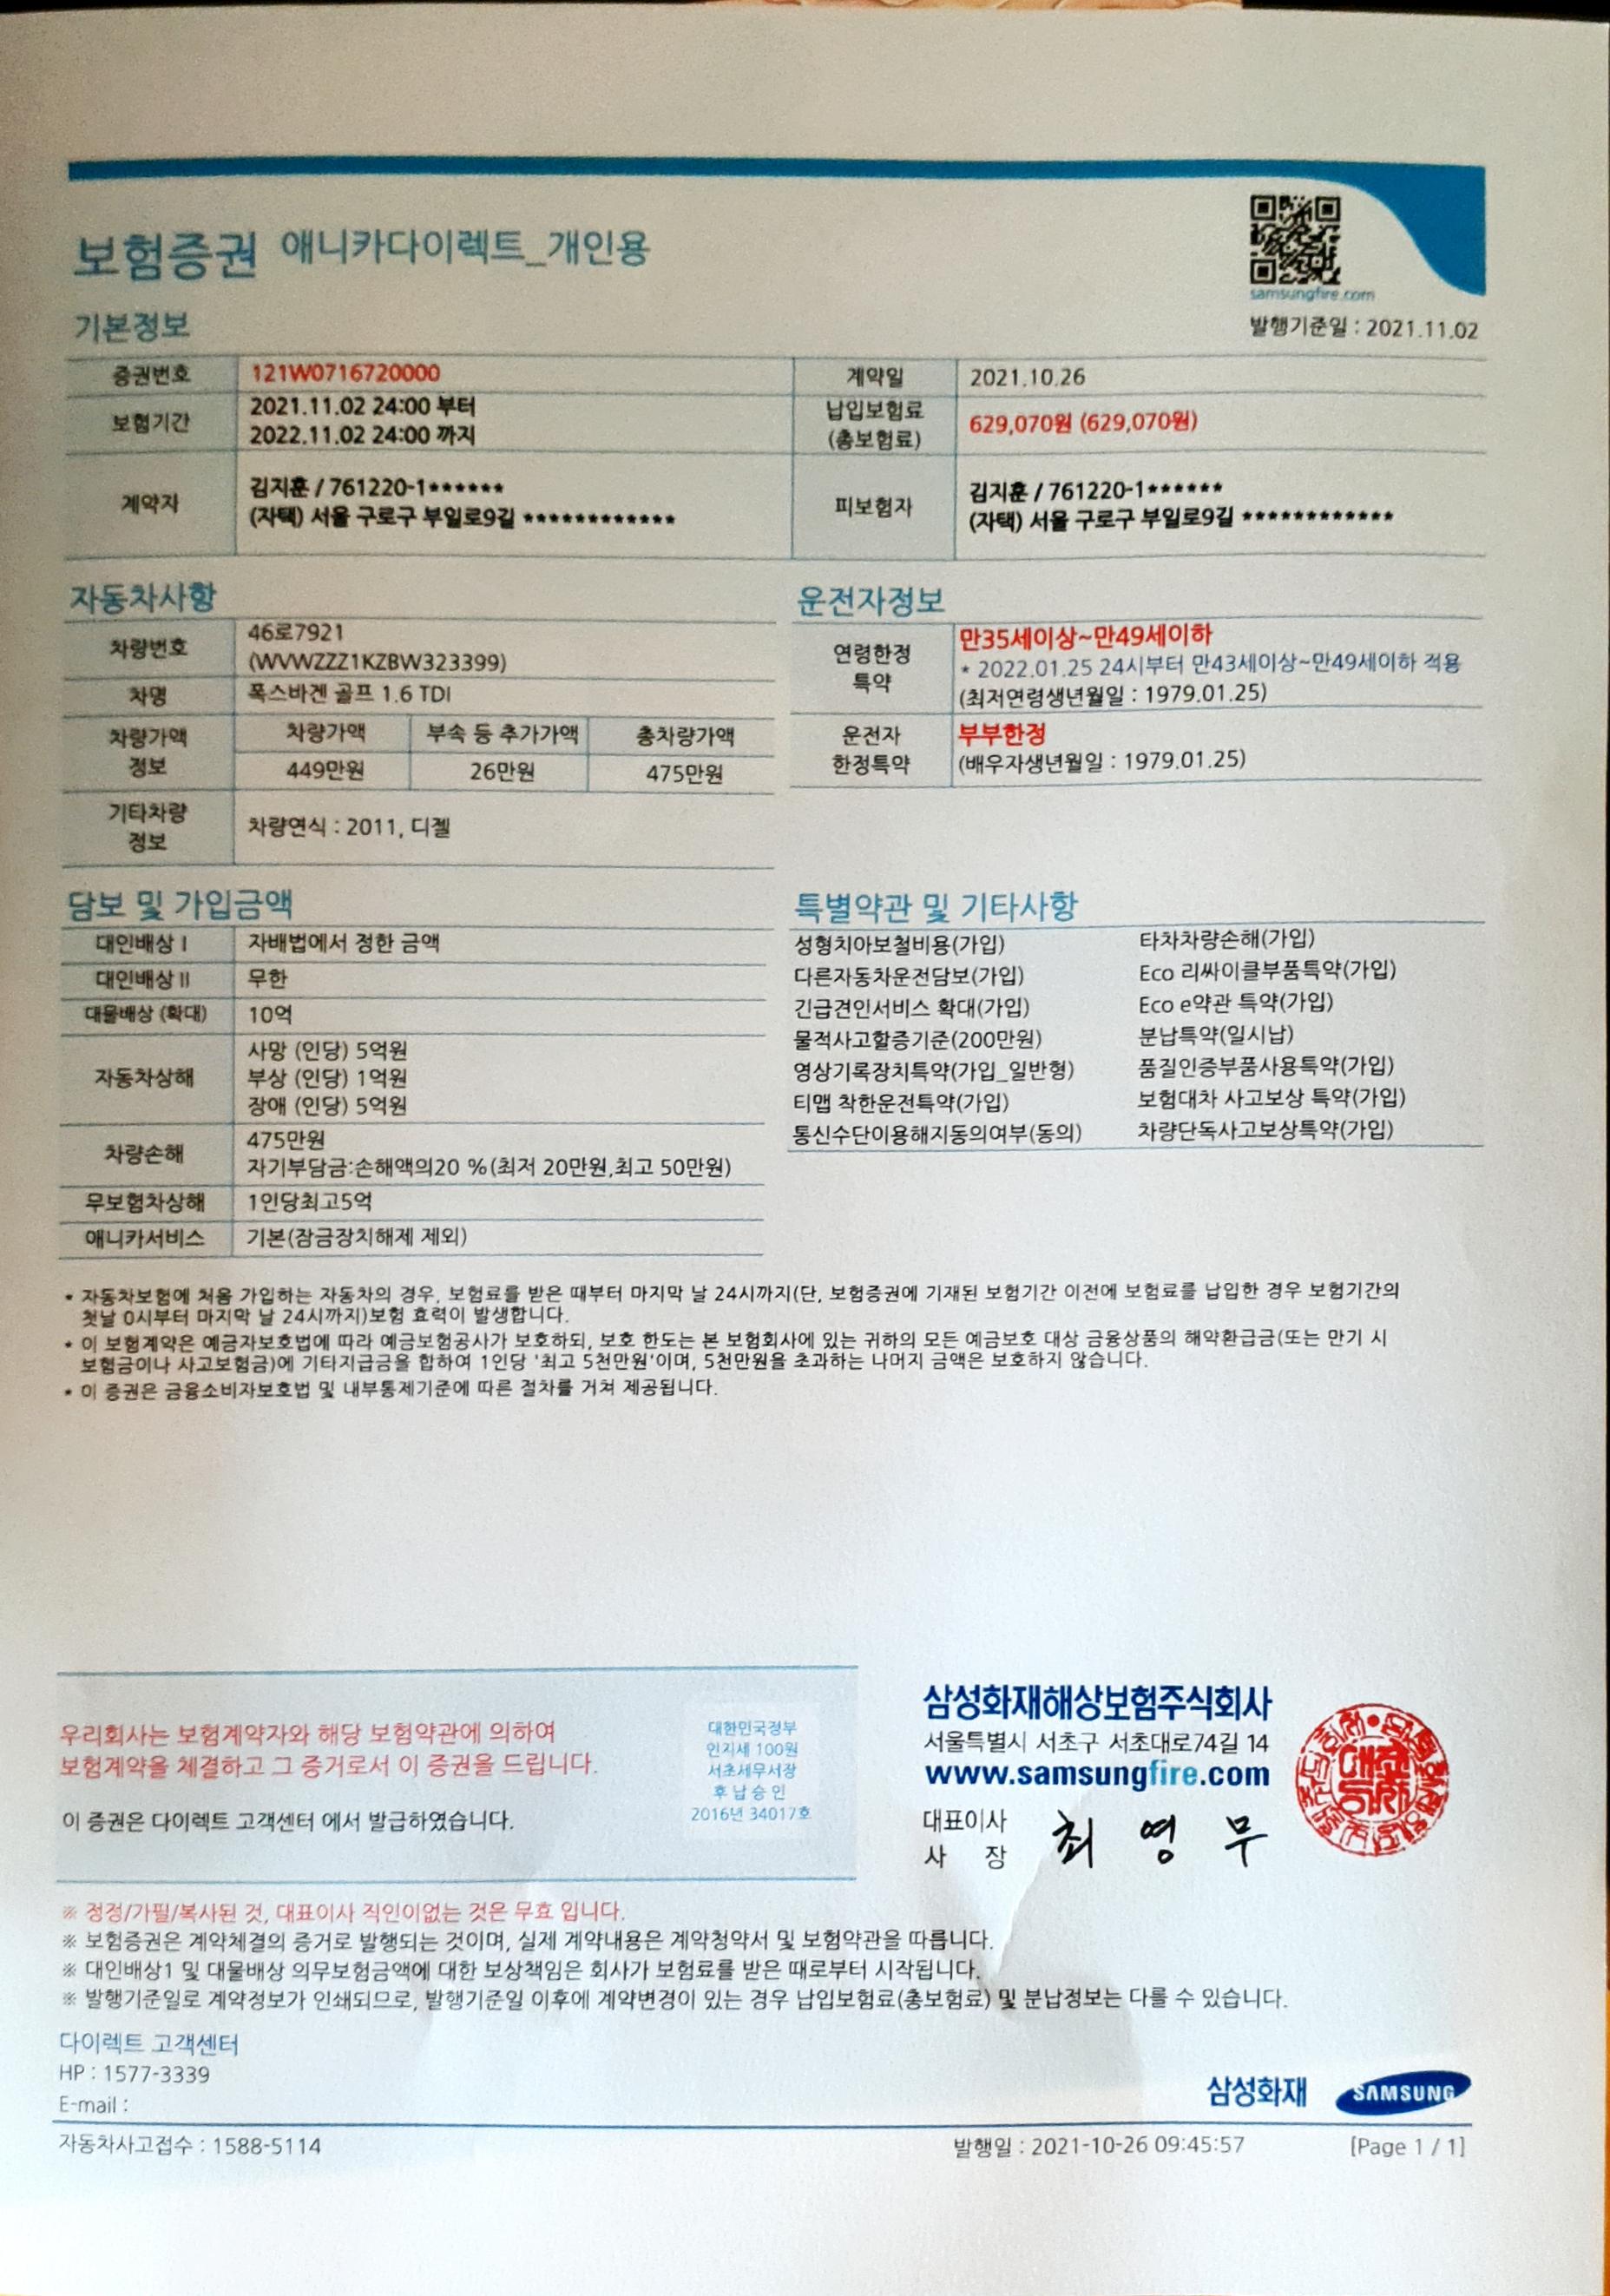 보험증권 애니카다이렉트_개인용
samsungfire.com
기본정보
발행기준일 : 2021.11.02
증권번호 121W0716720000 계약일 2021.10.26
보험기간 2021.11.02 24:00 부터
2022.11.02 24:00 까지
납입보험료
(총보험료) 629,070원 (629,070원)
계약자 김지훈 / 761220-1******
(자택) 서울 구로구 부일로9길 ************
피보험자 김지훈 / 761220-1******
(자택) 서울 구로구 부일로9길 ************
자동차사항
차량번호 46로7921
(WVWZZZ1KZBW323399)
차명 폭스바겐 골프 1.6 TDI
차량가액
정보
차량가액 부속 등 추가가액 총차량가액
449만원 26만원 475만원
기타차량
정보
차량연식 : 2011, 디젤
운전자정보
연령한정
특약
만35세이상~만49세이하
* 2022.01.25 24시부터 만43세이상~만49세이하 적용
(최저연령생년월일 : 1979.01.25)
운전자
한정특약
부부한정
(배우자생년월일 : 1979.01.25)
담보 및 가입금액
대인배상 I 자배법에서 정한 금액
대인배상 II 무한
대물배상 (확대) 10억
자동차상해
사망 (인당) 5억원
부상 (인당) 1억원
장애 (인당) 5억원
차량손해
475만원
자기부담금:손해액의20 %(최저 20만원,최고 50만원)
무보험차상해 1인당최고5억
애니카서비스 기본(잠금장치해제 제외)
특별약관 및 기타사항
성형치아보철비용(가입) 타차차량손해(가입)
다른자동차운전담보(가입) Eco 리싸이클부품특약(가입)
긴급견인서비스 확대(가입) Eco e약관 특약(가입)
물적사고할증기준(200만원) 분납특약(일시납)
영상기록장치특약(가입_일반형) 품질인증부품사용특약(가입)
티맵 착한운전특약(가입) 보험대차 사고보상 특약(가입)
통신수단이용해지동의여부(동의) 차량단독사고보상특약(가입)
* 자동차보험에 처음 가입하는 자동차의 경우, 보험료를 받은 때부터 마지막 날 24시까지(단, 보험증권에 기재된 보험기간 이전에 보험료를 납입한 경우 보험기간의
첫날 0시부터 마지막 날 24시까지)보험 효력이 발생합니다.
* 이 보험계약은 예금자보호법에 따라 예금보험공사가 보호하되, 보호 한도는 본 보험회사에 있는 귀하의 모든 예금보호 대상 금융상품의 해약환급금(또는 만기 시
보험금이나 사고보험금)에 기타지급금을 합하여 1인당 '최고 5천만원'이며, 5천만원을 초과하는 나머지 금액은 보호하지 않습니다.
* 이 증권은 금융소비자보호법 및 내부통제기준에 따른 절차를 거쳐 제공됩니다.
우리회사는 보험계약자와 해당 보험약관에 의하여
보험계약을 체결하고 그 증거로서 이 증권을 드립니다.
이 증권은 다이렉트 고객센터 에서 발급하였습니다.
대한민국정부
인지세 100원
서초세무서장
후 납 승 인
2016년 34017호
삼성화재해상보험주식회사
서울특별시 서초구 서초대로74길 14
www.samsungfire.com
대표이사
사 장
최 영 무
※ 정정/가필/복사된 것, 대표이사 직인이없는 것은 무효 입니다.
※ 보험증권은 계약체결의 증거로 발행되는 것이며, 실제 계약내용은 계약청약서 및 보험약관을 따릅니다.
※ 대인배상1 및 대물배상 의무보험금액에 대한 보상책임은 회사가 보험료를 받은 때로부터 시작됩니다.
※ 발행기준일로 계약정보가 인쇄되므로, 발행기준일 이후에 계약변경이 있는 경우 납입보험료(총보험료) 및 분납정보는 다를 수 있습니다.
다이렉트 고객센터
HP : 1577-3339
E-mail :
삼성화재 SAMSUNG
자동차사고접수 : 1588-5114 발행일 : 2021-10-26 09:45:57 [Page 1 / 1]